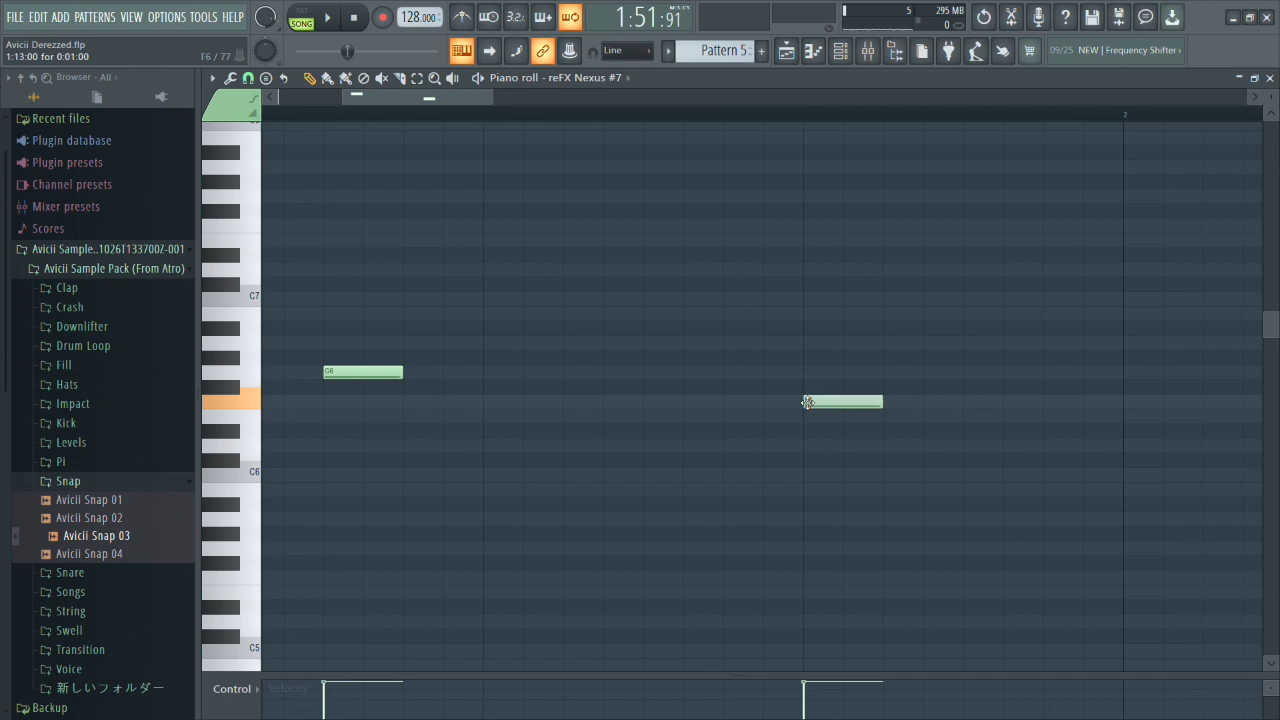 FILE EDIT ADD PATTERNS VIEW OPTIONS TOOLS HELP
PAT
SONG
128.000
3.2.
1:51:91
M:S:CS
5
295 MB
0
Avicii Derezzed.flp
1:13:00 for 0:01:00
F6 / 77
Line
Pattern 5
09/25 NEW | Frequency Shifter
Browser - All
Piano roll - reFX Nexus #7
Recent files
Plugin database
Plugin presets
Channel presets
Mixer presets
Scores
Avicii Sample..10261133700Z-001
Avicii Sample Pack (From Atro)
Clap
Crash
Downlifter
Drum Loop
Fill
Hats
Impact
Kick
Levels
Pi
Snap
Avicii Snap 01
Avicii Snap 02
Avicii Snap 03
Avicii Snap 04
Snare
Songs
String
Swell
Transition
Voice
新しいフォルダー
Backup
2
C7
G6
C6
C5
Control
Velocity